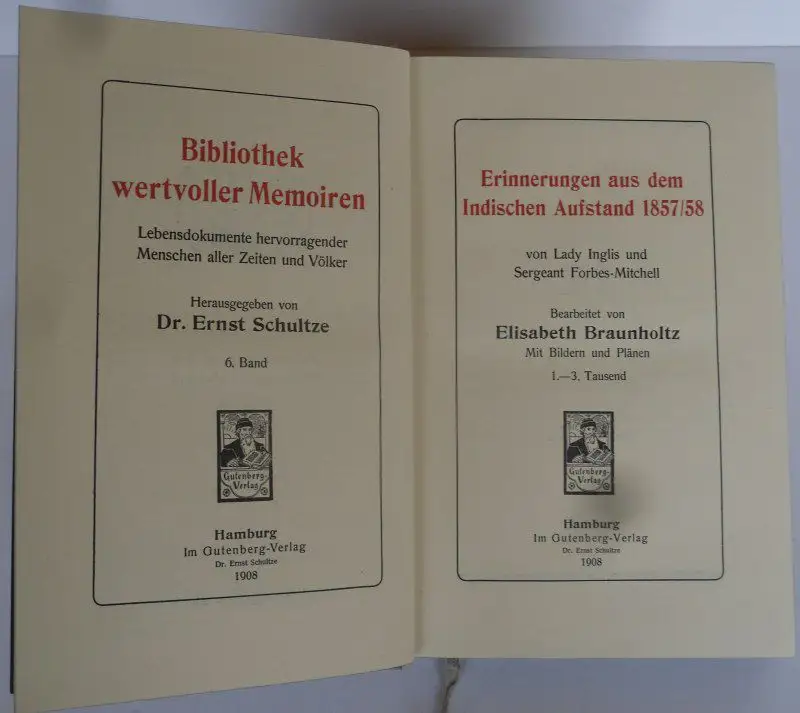 Bibliothek
wertvoller Memoiren
Lebensdokumente hervorragender
Menschen aller Zeiten und Völker
Herausgegeben von
Dr. Ernst Schultze
6. Band
Gutenberg-
Verlag
Hamburg
Im Gutenberg-Verlag
Dr. Ernst Schultze
1908
Erinnerungen aus dem
Indischen Aufstand 1857/58
von Lady Inglis und
Sergeant Forbes-Mitchell
Bearbeitet von
Elisabeth Braunholtz
Mit Bildern und Plänen
1.—3. Tausend
Gutenberg-
Verlag
Hamburg
Im Gutenberg-Verlag
Dr. Ernst Schultze
1908